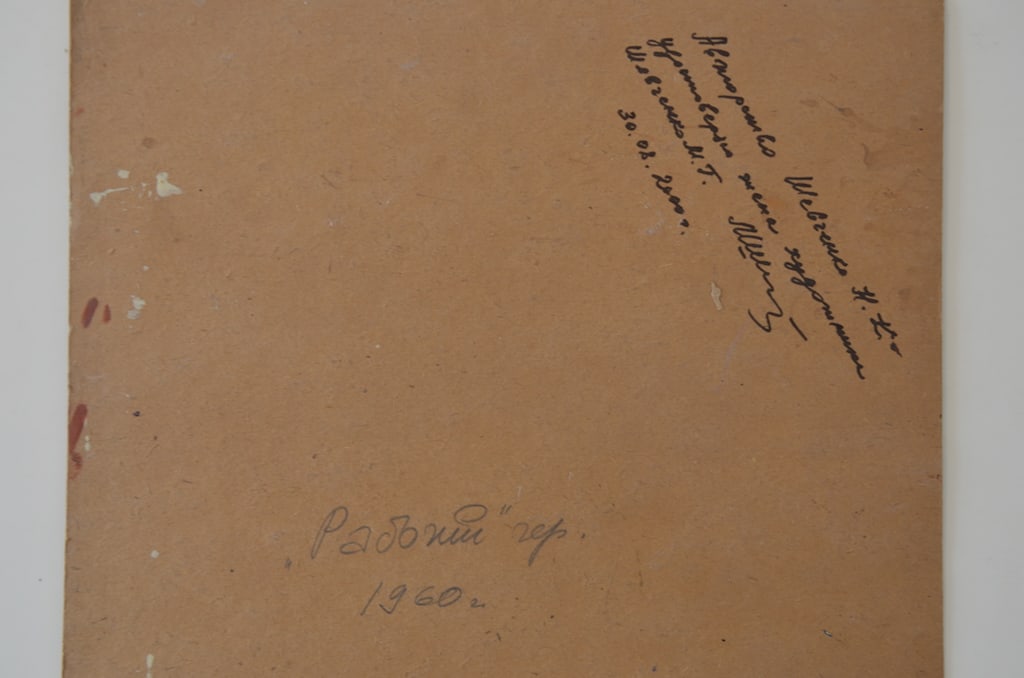 Авторство Шевченко Н. К-о
удостоверяю жена художника
Шевченко М. Г.
30.08. 2000г.
„Рабочий"
1960г